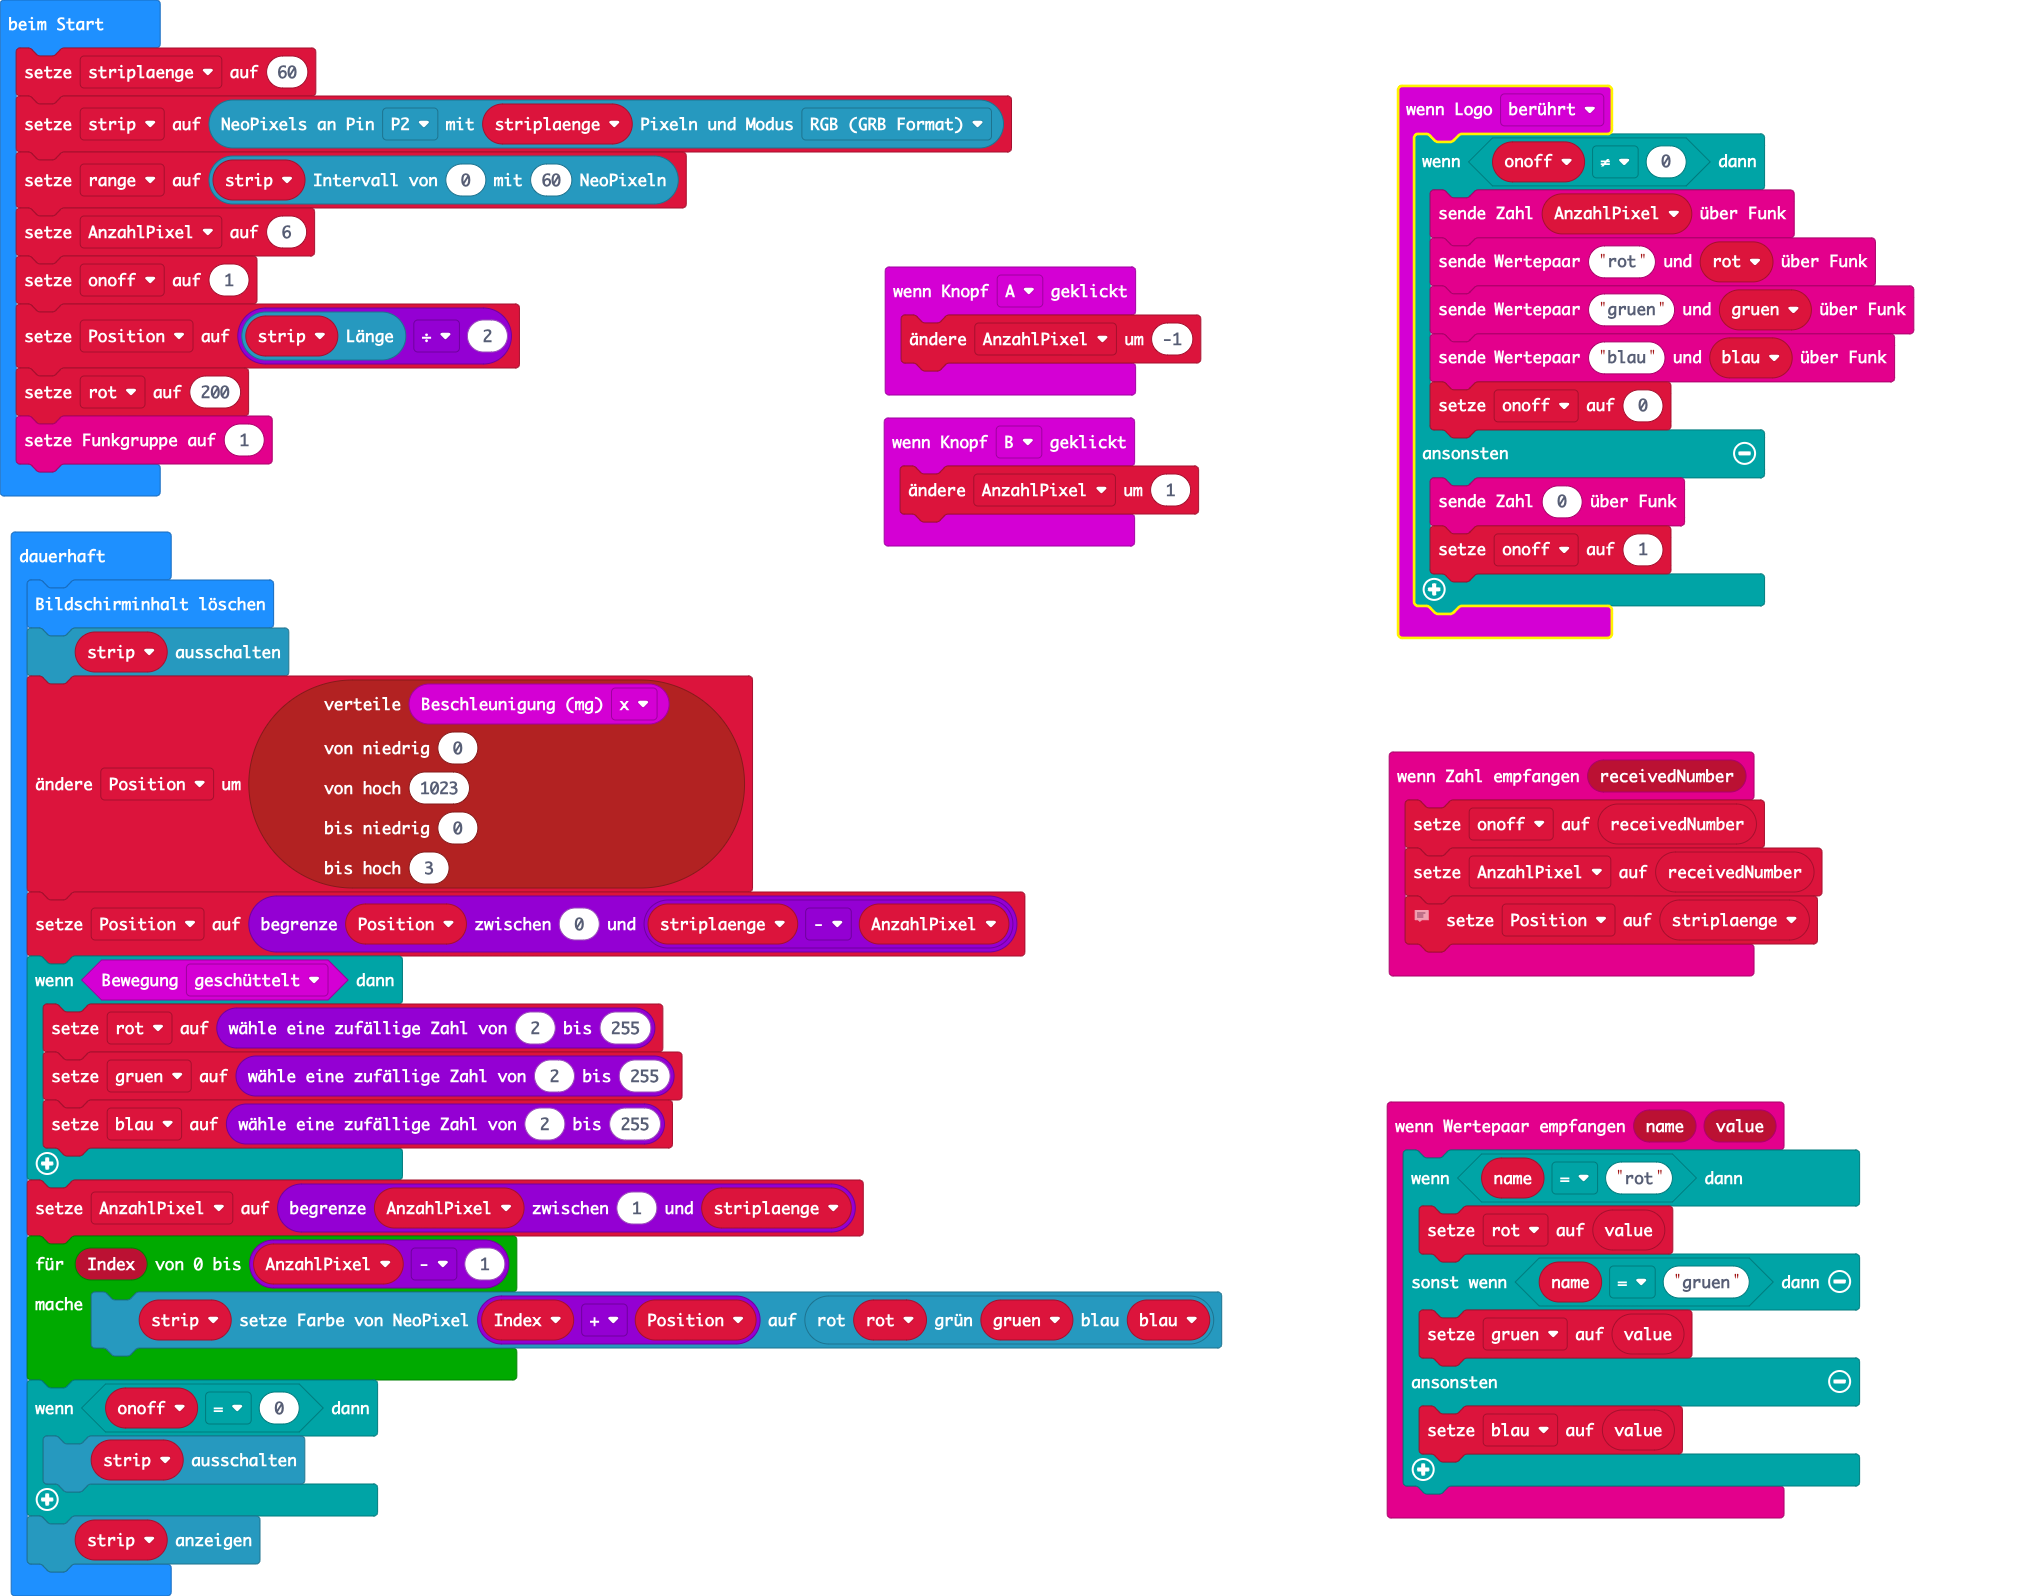 beim Start
setze striplaenge auf 60
setze strip auf NeoPixels an Pin P2 mit striplaenge Pixeln und Modus RGB (GRB Format)
setze range auf strip Intervall von 0 mit 60 NeoPixeln
setze AnzahlPixel auf 6
setze onoff auf 1
setze Position auf strip Länge ÷ 2
setze rot auf 200
setze Funkgruppe auf 1
dauerhaft
Bildschirminhalt löschen
strip ausschalten
ändere Position um
verteile Beschleunigung (mg) x
von niedrig 0
von hoch 1023
bis niedrig 0
bis hoch 3
setze Position auf begrenze Position zwischen 0 und striplaenge - AnzahlPixel
wenn Bewegung geschüttelt dann
setze rot auf wähle eine zufällige Zahl von 2 bis 255
setze gruen auf wähle eine zufällige Zahl von 2 bis 255
setze blau auf wähle eine zufällige Zahl von 2 bis 255
setze AnzahlPixel auf begrenze AnzahlPixel zwischen 1 und striplaenge
für Index von 0 bis AnzahlPixel - 1
mache
strip setze Farbe von NeoPixel Index + Position auf rot rot grün gruen blau blau
wenn onoff = 0 dann
strip ausschalten
strip anzeigen
wenn Knopf A geklickt
ändere AnzahlPixel um -1
wenn Knopf B geklickt
ändere AnzahlPixel um 1
wenn Logo berührt
wenn onoff ≠ 0 dann
sende Zahl AnzahlPixel über Funk
sende Wertepaar "rot" und rot über Funk
sende Wertepaar "gruen" und gruen über Funk
sende Wertepaar "blau" und blau über Funk
setze onoff auf 0
ansonsten
sende Zahl 0 über Funk
setze onoff auf 1
wenn Zahl empfangen receivedNumber
setze onoff auf receivedNumber
setze AnzahlPixel auf receivedNumber
setze Position auf striplaenge
wenn Wertepaar empfangen name value
wenn name = "rot" dann
setze rot auf value
sonst wenn name = "gruen" dann
setze gruen auf value
ansonsten
setze blau auf value